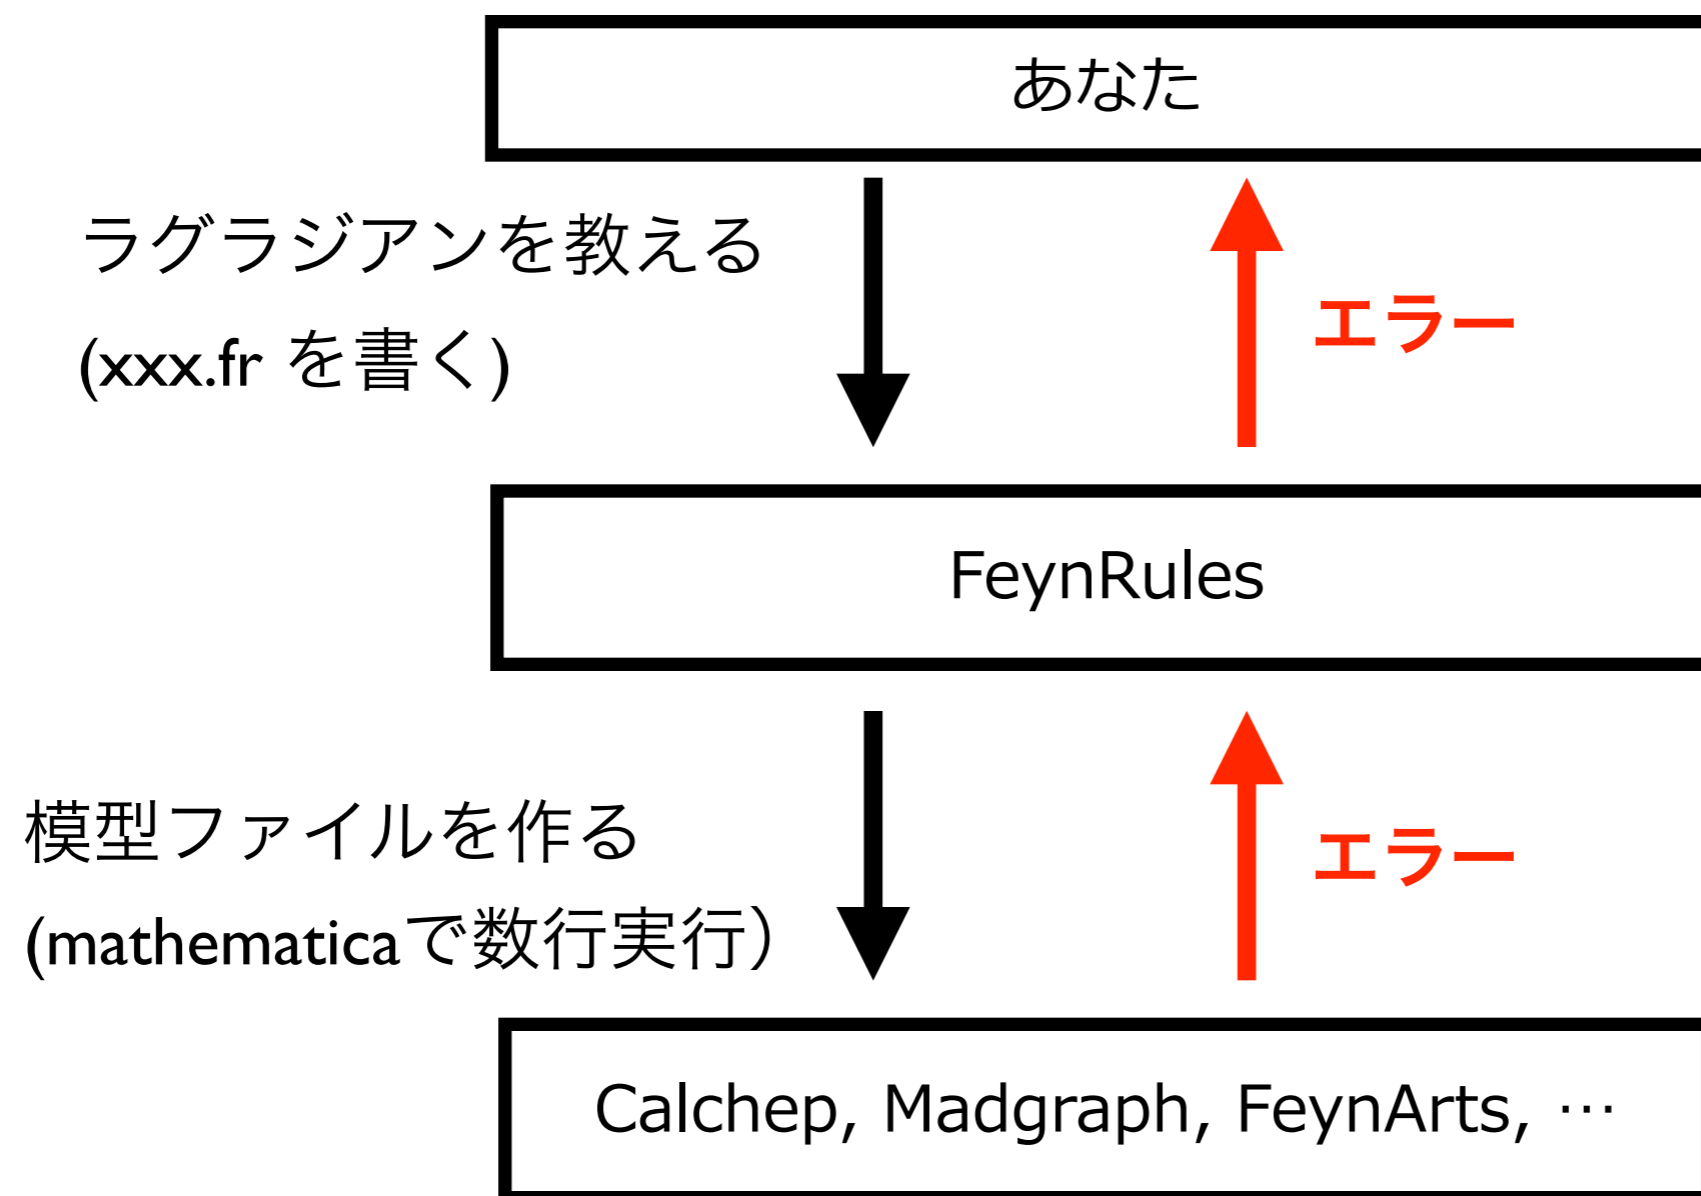 あなた
ラグラジアンを教える
(xxx.fr を書く)
エラー
FeynRules
模型ファイルを作る
(mathematicaで数行実行）
エラー
Calchep, Madgraph, FeynArts, …